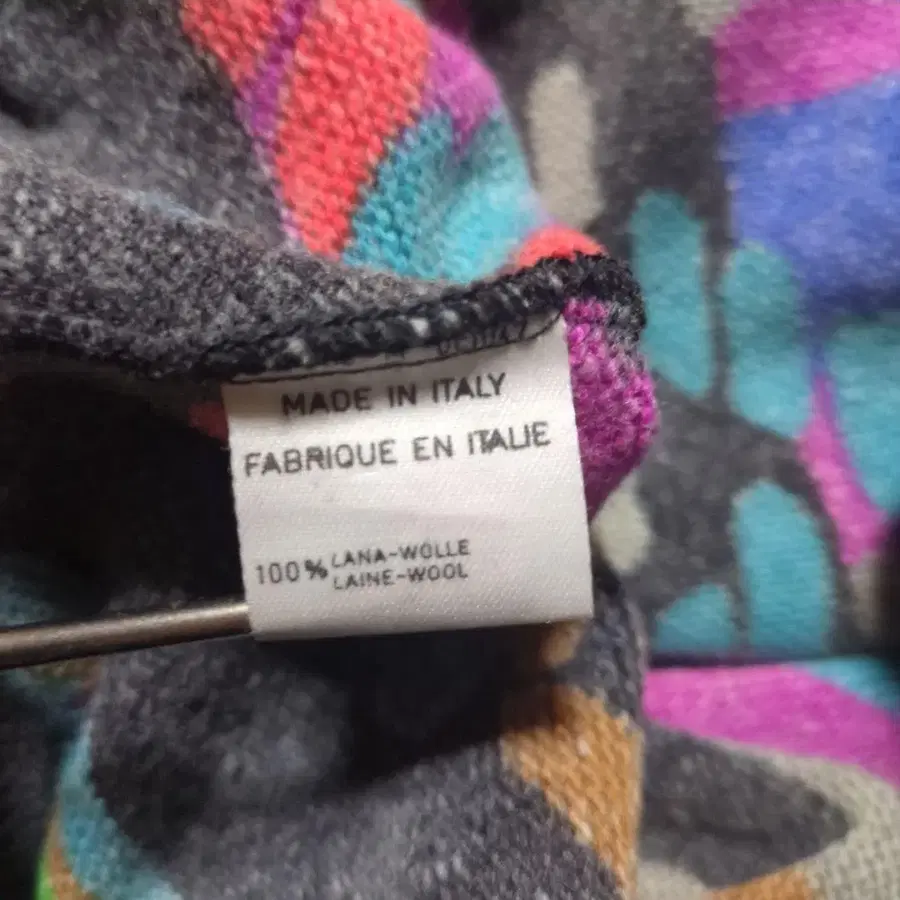 MADE IN ITALY
FABRIQUE EN ITALIE
100% LANA-WOLLE
LAINE-WOOL